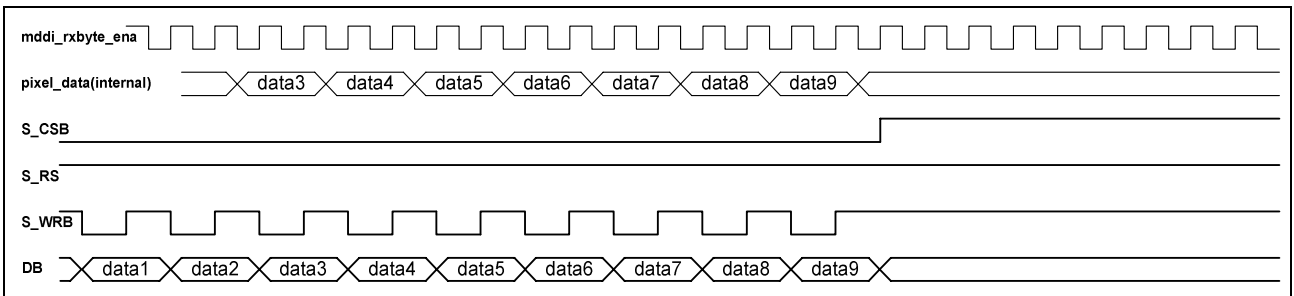 mddi_rxbyte_ena
pixel_data(internal) data3 data4 data5 data6 data7 data8 data9
S_CSB
S_RS
S_WRB
DB data1 data2 data3 data4 data5 data6 data7 data8 data9